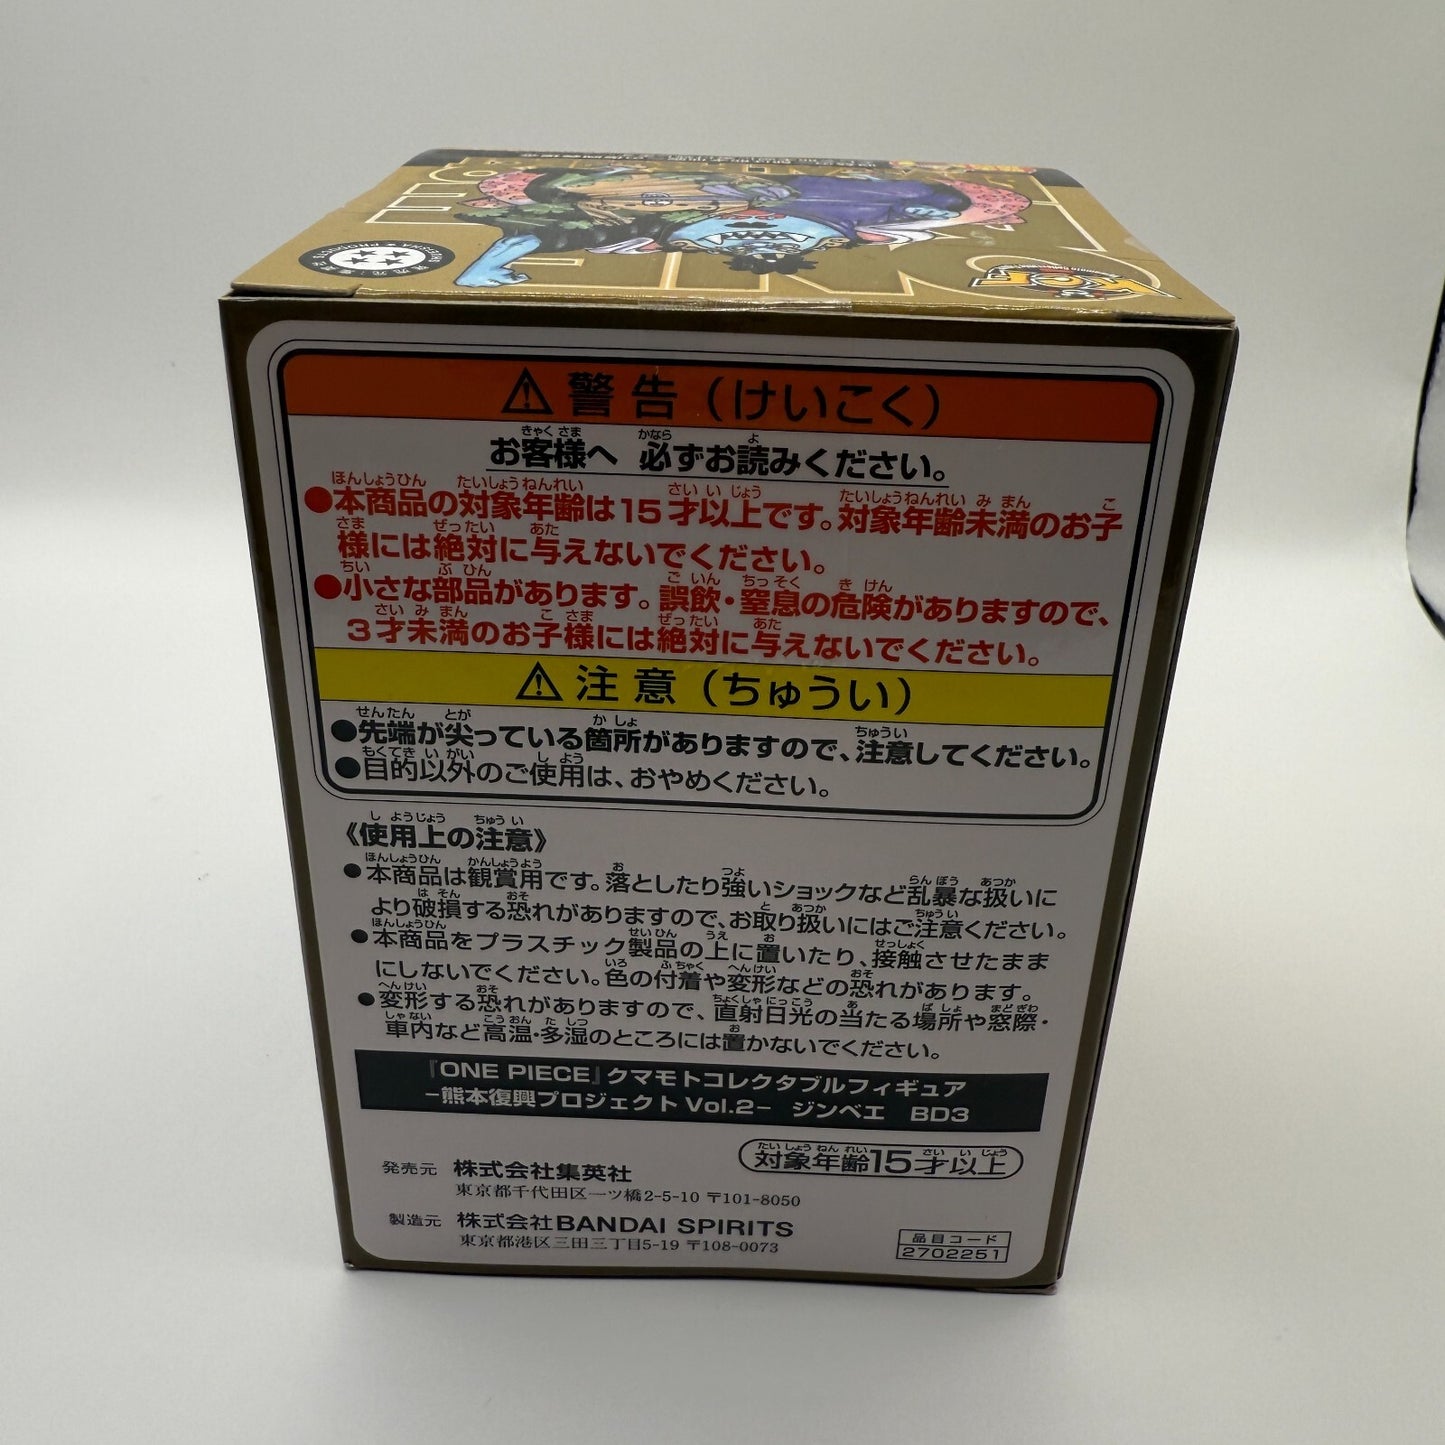 警告（けいこく）
お客様へ 必ずお読みください。
●本商品の対象年齢は15才以上です。対象年齢未満のお子
様には絶対に与えないでください。
●小さな部品があります。誤飲・窒息の危険がありますので、
3才未満のお子様には絶対に与えないでください。
注意（ちゅうい）
●先端が尖っている箇所がありますので、注意してください。
●目的以外のご使用は、おやめください。
《使用上の注意》
●本商品は観賞用です。落としたり強いショックなど乱暴な扱いに
より破損する恐れがありますので、お取り扱いにはご注意ください。
●本商品をプラスチック製品の上に置いたり、接触させたまま
にしないでください。色の付着や変形などの恐れがあります。
●変形する恐れがありますので、直射日光の当たる場所や窓際・
車内など高温・多湿のところには置かないでください。
『ONE PIECE』クマモトコレクタブルフィギュア
-熊本復興プロジェクトVol.2- ジンベエ BD3
対象年齢15才以上
発売元 株式会社集英社
東京都千代田区一ツ橋2-5-10 〒101-8050
製造元 株式会社BANDAI SPIRITS
東京都港区三田三丁目5-19 〒108-0073
品目コード
2702251